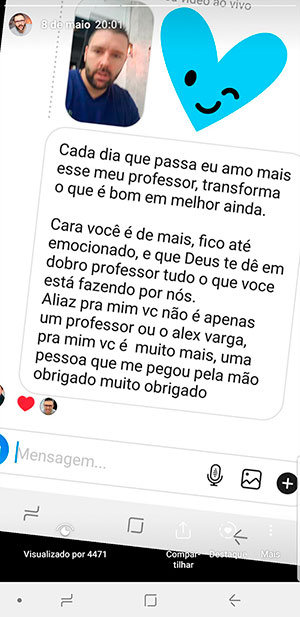 eu vídeo ao vivo
8 de maio 20:01
Cada dia que passa eu amo mais
esse meu professor, transforma
o que é bom em melhor ainda.
Cara você é de mais, fico até
emocionado, e que Deus te dê em
dobro professor tudo o que voce
está fazendo por nós.
Aliaz pra mim vc não é apenas
um professor ou o alex varga,
pra mim vc é muito mais, uma
pessoa que me pegou pela mão
obrigado muito obrigado
Mensagem...
Visualizado por 4471
Compar-
tilhar
Destaque
Mais